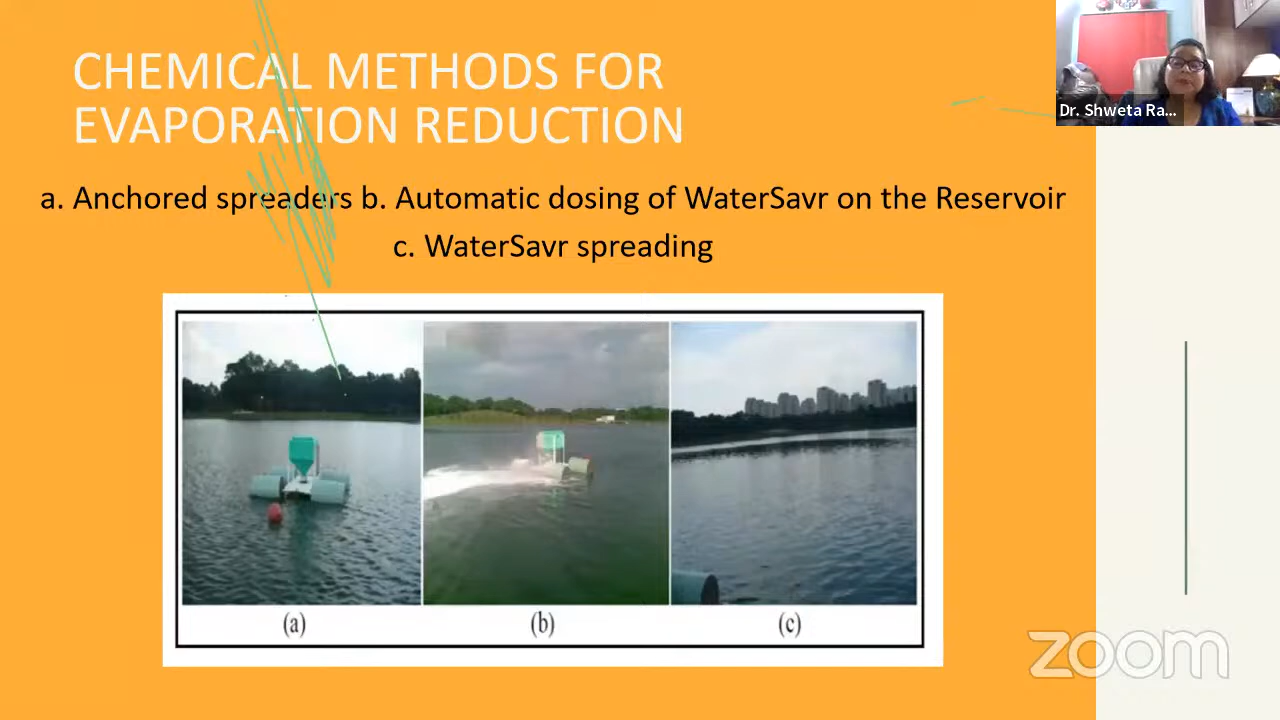 CHEMICAL METHODS FOR
EVAPORATION REDUCTION
Dr. Shweta Ra...
a. Anchored spreaders b. Automatic dosing of WaterSavr on the Reservoir
c. WaterSavr spreading
(a) (b) (c)
zoom